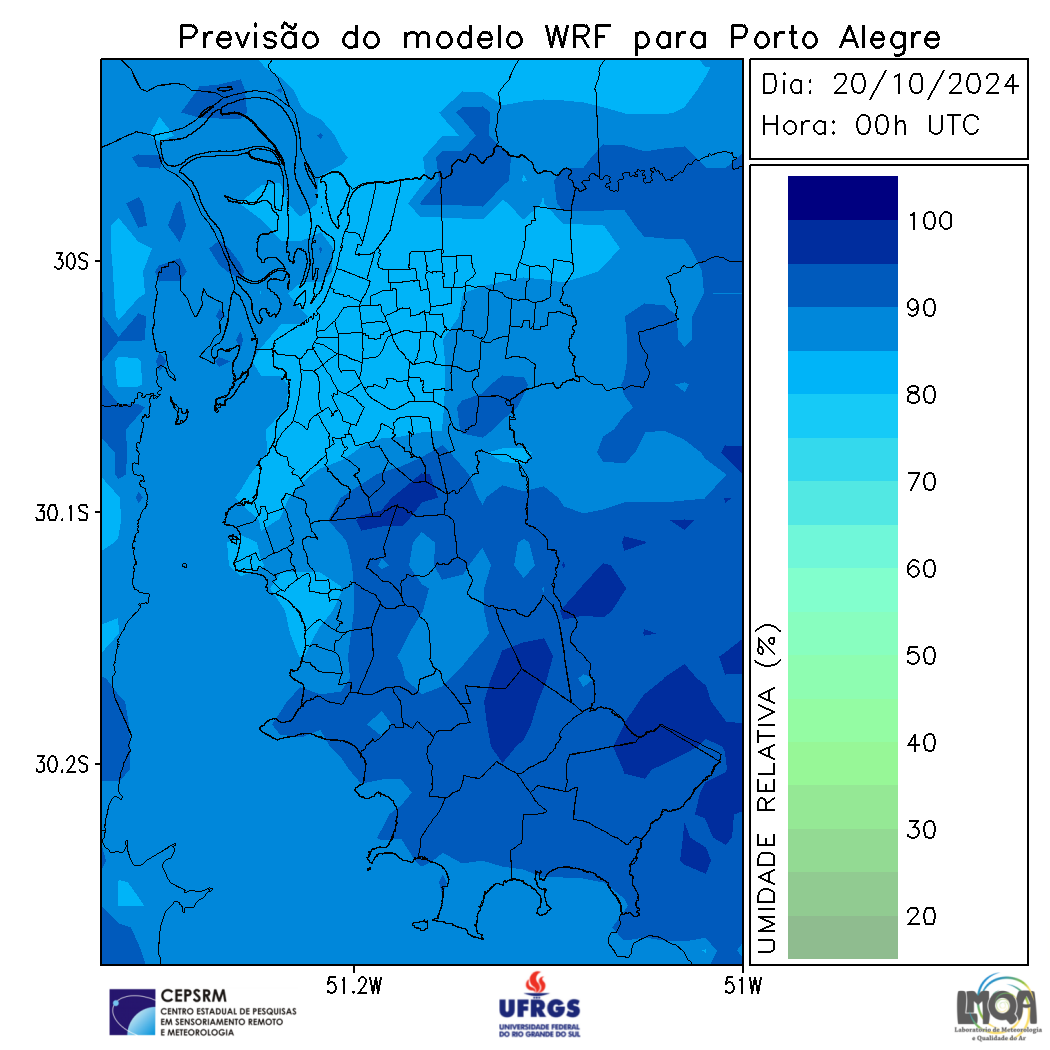 Previsão do modelo WRF para Porto Alegre
Dia: 20/10/2024
Hora: 00h UTC
30S
30.1S
30.2S
51.2W
51W
UMIDADE RELATIVA (%)
100
90
80
70
60
50
40
30
20
CEPSRM
CENTRO ESTADUAL DE PESQUISAS
EM SENSORIAMENTO REMOTO
E METEOROLOGIA
UFRGS
UNIVERSIDADE FEDERAL
DO RIO GRANDE DO SUL
LMQA
Laboratório de Meteorologia
e Qualidade do Ar